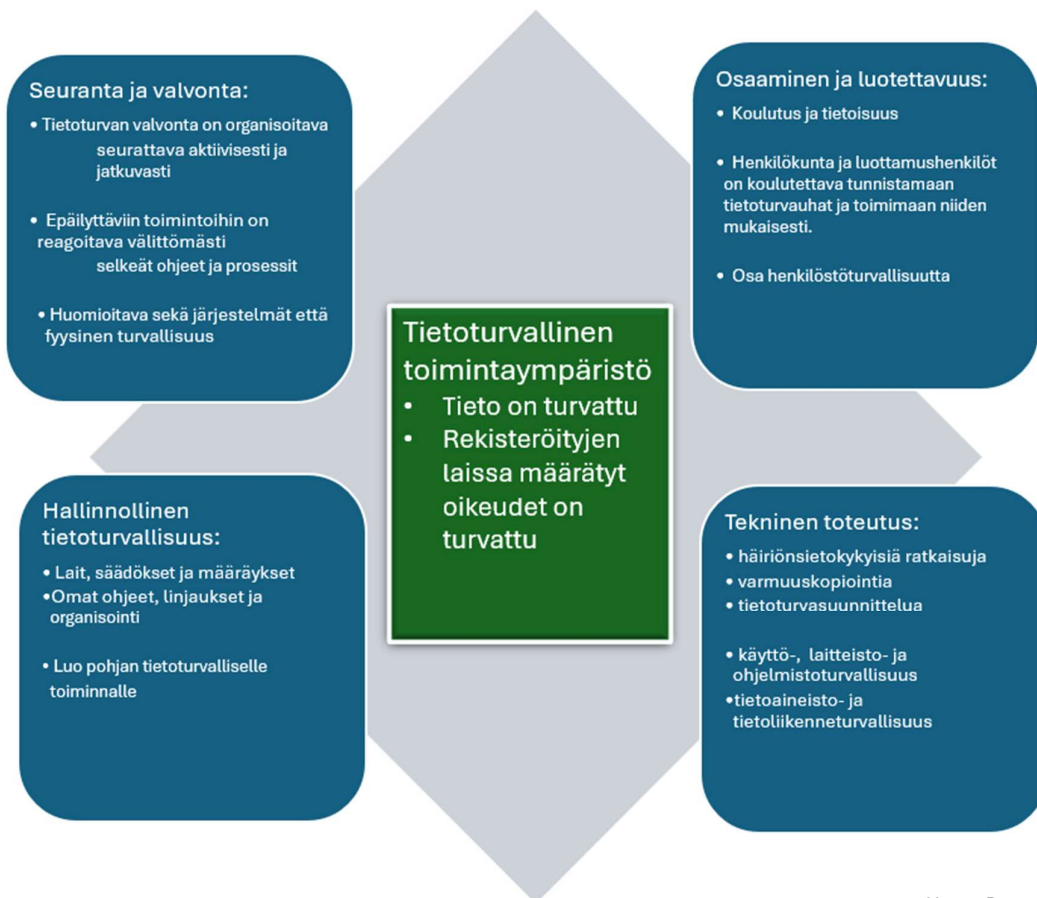 Seuranta ja valvonta:
• Tietoturvan valvonta on organisoitava
seurattava aktiivisesti ja
jatkuvasti
• Epäilyttäviin toimintoihin on
reagoitava välittömästi
selkeät ohjeet ja prosessit
• Huomioitava sekä järjestelmät että
fyysinen turvallisuus
Osaaminen ja luotettavuus:
• Koulutus ja tietoisuus
• Henkilökunta ja luottamushenkilöt
on koulutettava tunnistamaan
tietoturvauhat ja toimimaan niiden
mukaisesti.
• Osa henkilöstöturvallisuutta
Tietoturvallinen
toimintaympäristö
• Tieto on turvattu
• Rekisteröityjen
laissa määrätyt
oikeudet on
turvattu
Hallinnollinen
tietoturvallisuus:
• Lait, säädökset ja määräykset
•Omat ohjeet, linjaukset ja
organisointi
• Luo pohjan tietoturvalliselle
toiminnalle
Tekninen toteutus:
• häiriönsietokykyisiä ratkaisuja
• varmuuskopiointia
• tietoturvasuunnittelua
• käyttö-, laitteisto- ja
ohjelmistoturvallisuus
•tietoaineisto- ja
tietoliikenneturvallisuus